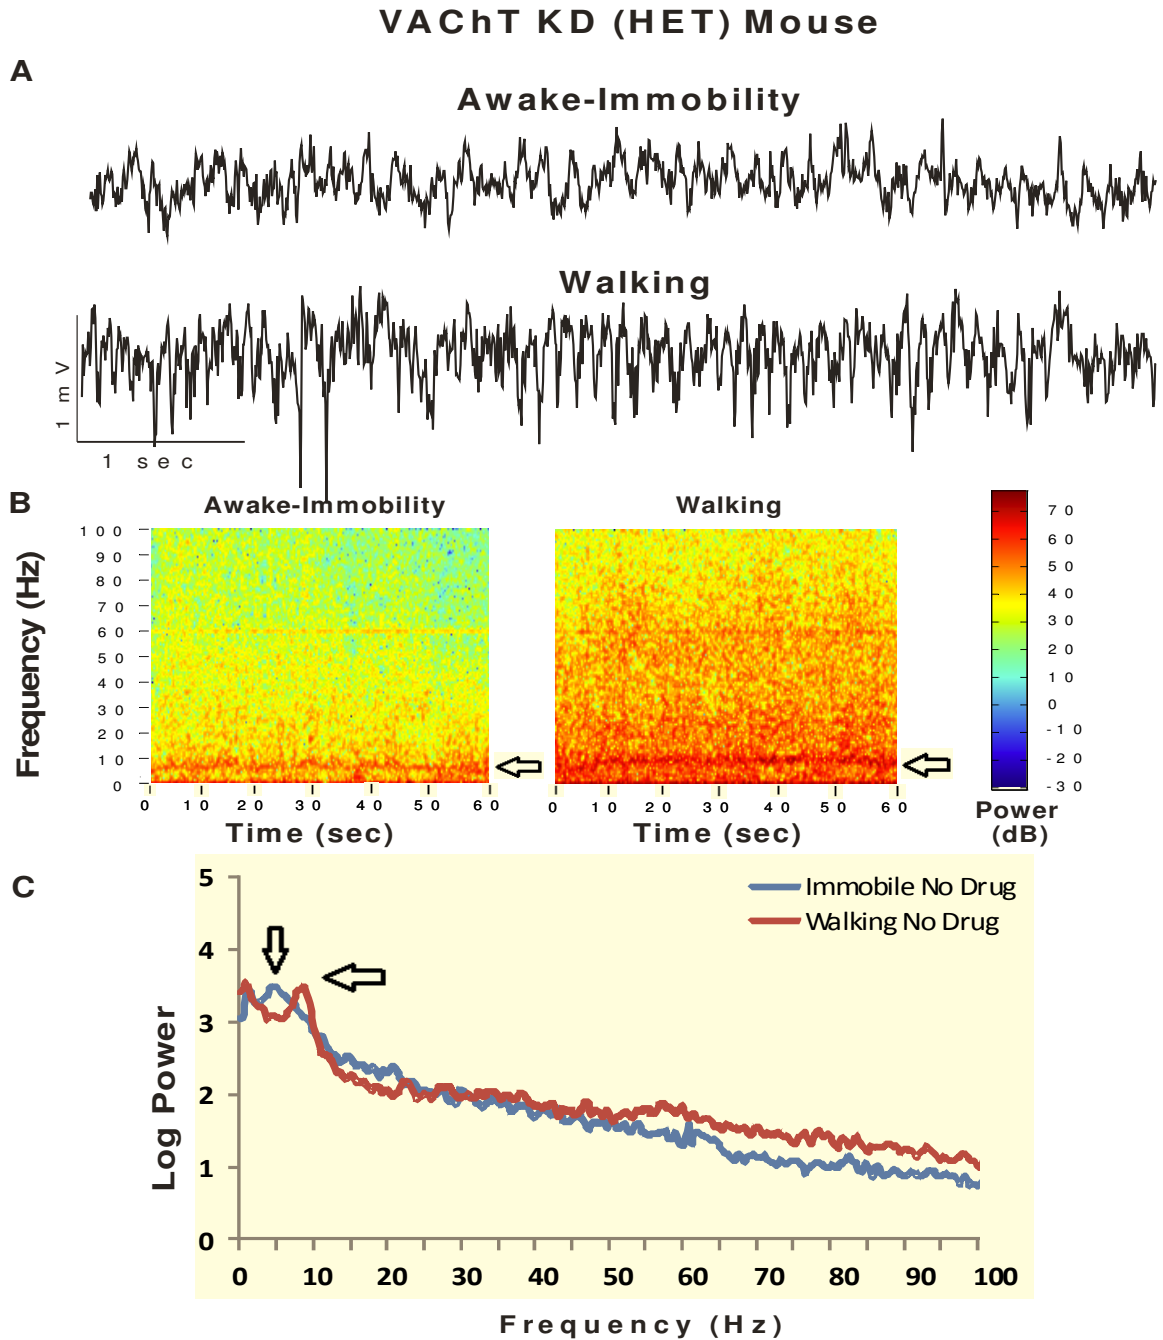 VAChT KD (HET) Mouse
A
Awake-Immobility
Walking
1 mV
1 sec
B
Awake-Immobility
Walking
Frequency (Hz)
100
90
80
70
60
50
40
30
20
10
0
0 10 20 30 40 50 60
Time (sec)
0 10 20 30 40 50 60
Time (sec)
70
60
50
40
30
20
10
0
-10
-20
-30
Power
(dB)
C
Immobile No Drug
Walking No Drug
Log Power
5
4
3
2
1
0
0 10 30 40 50 60 70 80 90 100
Frequency (Hz)